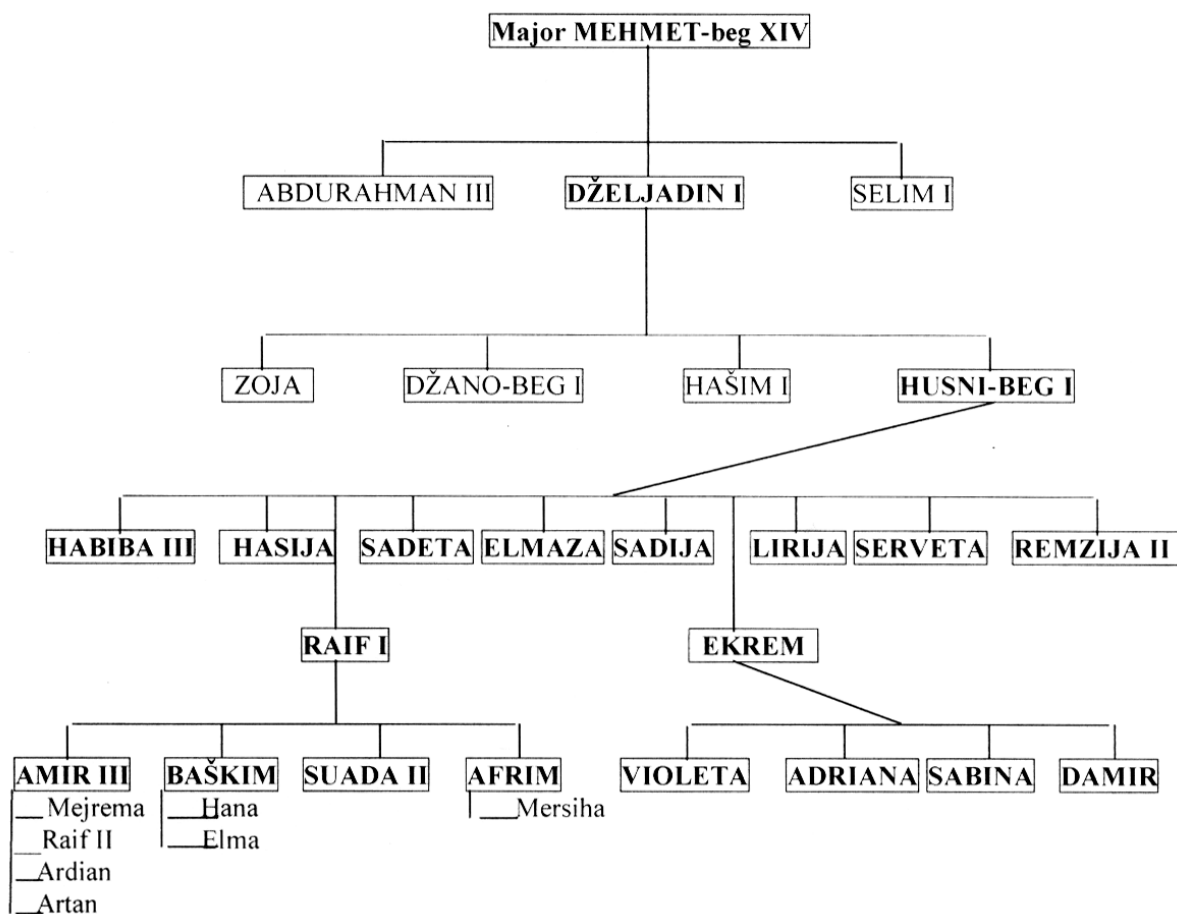 Major MEHMET-beg XIV
ABDURAHMAN III DŽELJADIN I SELIM I
ZOJA DŽANO-BEG I HAŠIM I HUSNI-BEG I
HABIBA III HASIJA SADETA ELMAZA SADIJA LIRIJA SERVETA REMZIJA II
RAIF I EKREM
AMIR III BAŠKIM SUADA II AFRIM VIOLETA ADRIANA SABINA DAMIR
Mejrema Hana Mersiha
Raif II Elma
Ardian
Artan